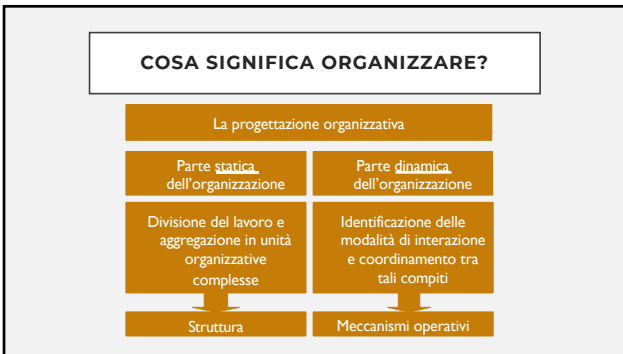 COSA SIGNIFICA ORGANIZZARE?
La progettazione organizzativa
Parte statica
dell'organizzazione
Parte dinamica
dell'organizzazione
Divisione del lavoro e
aggregazione in unità
organizzative
complesse
Identificazione delle
modalità di interazione
e coordinamento tra
tali compiti
Struttura
Meccanismi operativi